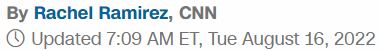 By Rachel Ramirez, CNN
Updated 7:09 AM ET, Tue August 16, 2022